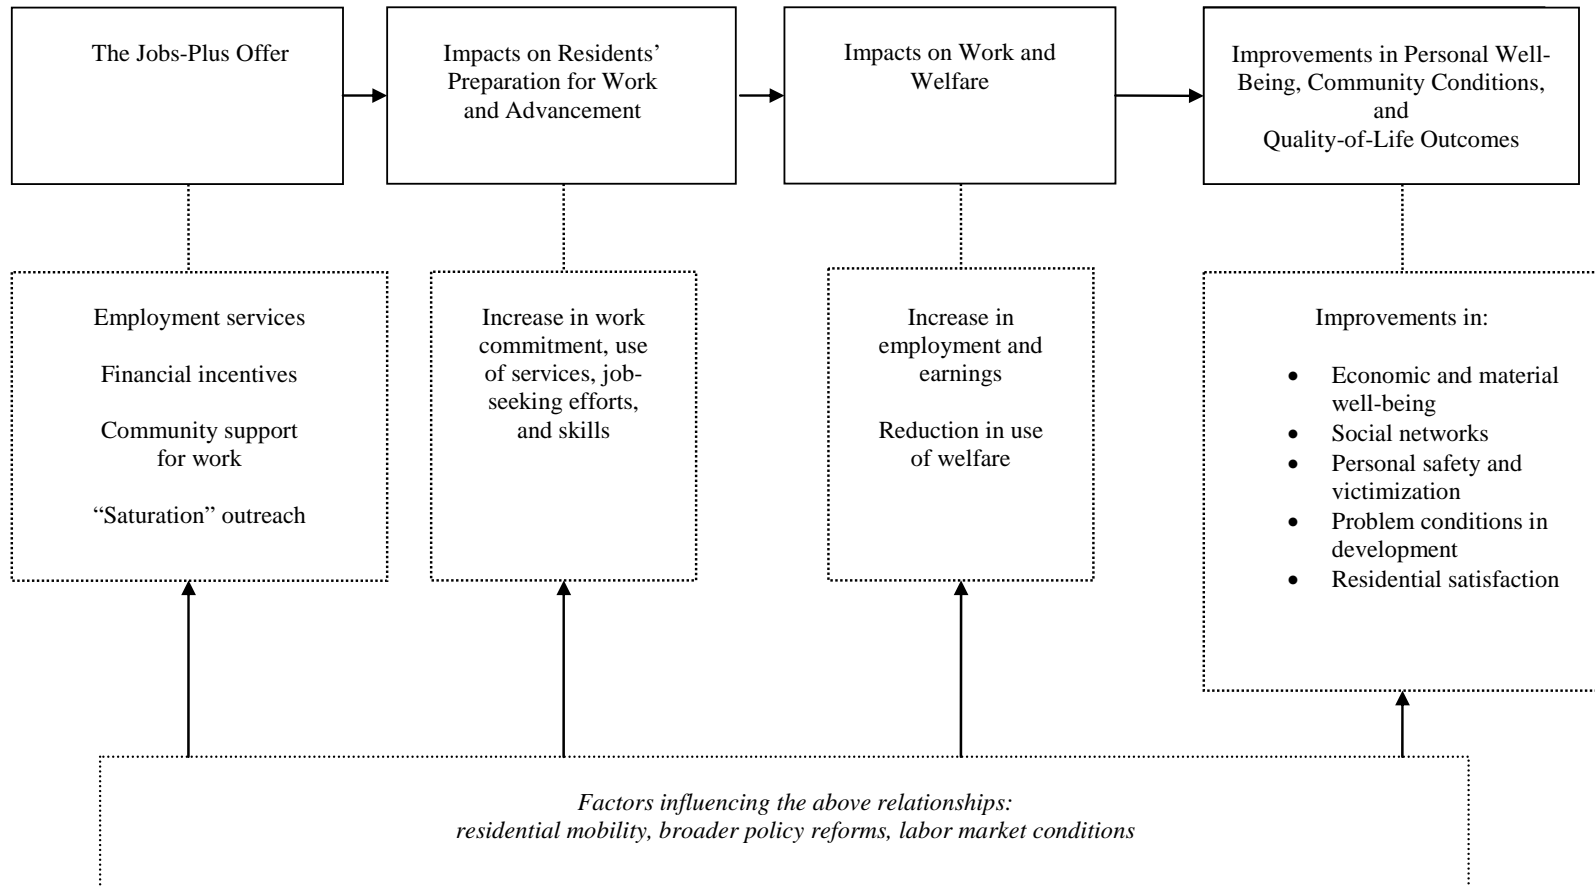 The Jobs-Plus Offer
Impacts on Residents’
Preparation for Work
and Advancement
Impacts on Work and
Welfare
Improvements in Personal Well-
Being, Community Conditions,
and
Quality-of-Life Outcomes
Employment services
Financial incentives
Community support
for work
“Saturation” outreach
Increase in work
commitment, use
of services, job-
seeking efforts,
and skills
Increase in
employment and
earnings
Reduction in use
of welfare
Improvements in:
• Economic and material
well-being
• Social networks
• Personal safety and
victimization
• Problem conditions in
development
• Residential satisfaction
Factors influencing the above relationships:
residential mobility, broader policy reforms, labor market conditions